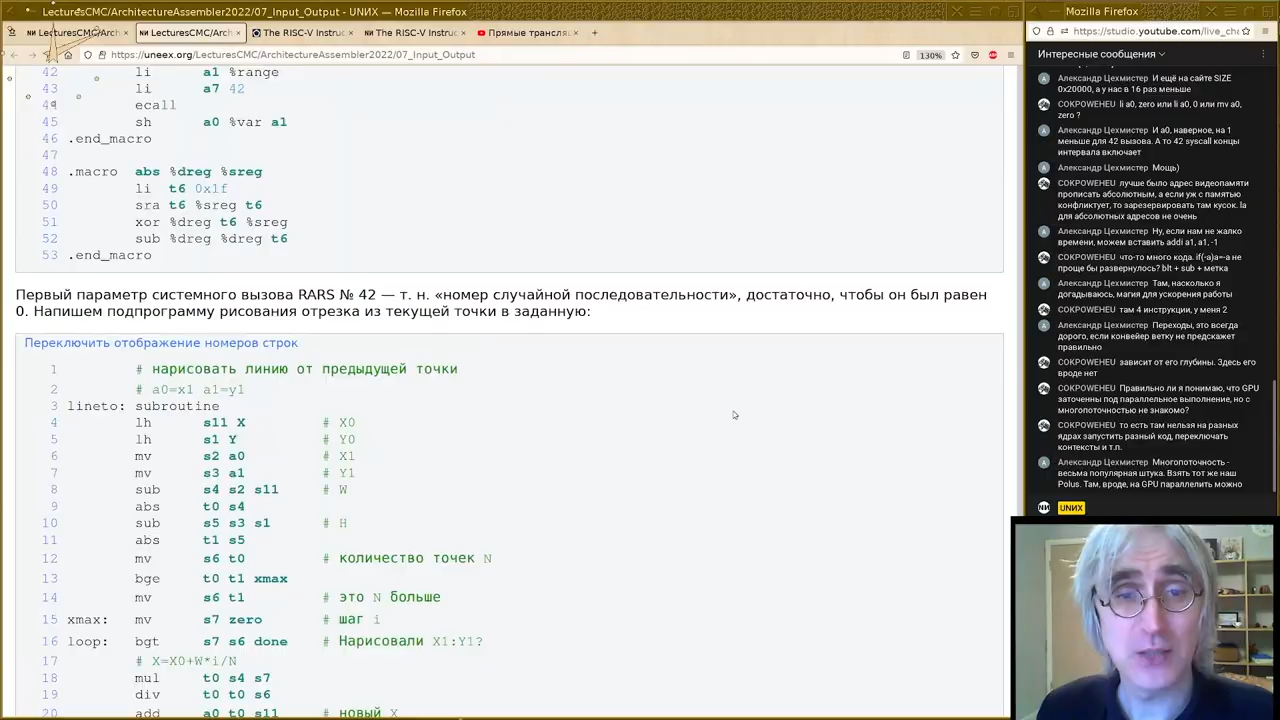 LecturesCMC/ArchitectureAssembler2022/07_Input_Output - UNИX — Mozilla Firefox
LecturesCMC/Arch
LecturesCMC/Arch
The RISC-V Instruc
The RISC-V Instruc
Прямые трансляц
https://uneex.org/LecturesCMC/ArchitectureAssembler2022/07_Input_Output
130%
42 li a1 %range
43 li a7 42
44 ecall
45 sh a0 %var a1
46 .end_macro
47
48 .macro abs %dreg %sreg
49 li t6 0x1f
50 sra t6 %sreg t6
51 xor %dreg t6 %sreg
52 sub %dreg %dreg t6
53 .end_macro
Первый параметр системного вызова RARS № 42 — т. н. «номер случайной последовательности», достаточно, чтобы он был равен
0. Напишем подпрограмму рисования отрезка из текущей точки в заданную:
Переключить отображение номеров строк
1 # нарисовать линию от предыдущей точки
2 # a0=x1 a1=y1
3 lineto: subroutine
4 lh s11 X # X0
5 lh s1 Y # Y0
6 mv s2 a0 # X1
7 mv s3 a1 # Y1
8 sub s4 s2 s11 # W
9 abs t0 s4
10 sub s5 s3 s1 # H
11 abs t1 s5
12 mv s6 t0 # количество точек N
13 bge t0 t1 xmax
14 mv s6 t1 # это N больше
15 xmax: mv s7 zero # шаг i
16 loop: bgt s7 s6 done # Нарисовали X1:Y1?
17 # X=X0+W*i/N
18 mul t0 s4 s7
19 div t0 t0 s6
20 add a0 t0 s11 # новый X
Mozilla Firefox
https://studio.youtube.com/live_cha
Интересные сообщения
Александр Цехмистер И ещё на сайте SIZE
0x20000, а у нас в 16 раз меньше
COKPOWEHEU li a0, zero или li a0, 0 или mv a0,
zero ?
Александр Цехмистер И a0, наверное, на 1
меньше для 42 вызова. А то 42 syscall концы
интервала включает
Александр Цехмистер Мощь)
COKPOWEHEU лучше было адрес видеопамяти
прописать абсолютным, а если уж с памятью
конфликтует, то зарезервировать там кусок. la
для абсолютных адресов не очень
Александр Цехмистер Ну, если нам не жалко
времени, можем вставить addi a1, a1, -1
COKPOWEHEU что-то много кода. if(-a)a=-a не
проще бы развернулось? blt + sub + метка
Александр Цехмистер Там, насколько я
догадываюсь, магия для ускорения работы
COKPOWEHEU там 4 инструкции, у меня 2
Александр Цехмистер Переходы, это всегда
дорого, если конвейер ветку не предскажет
правильно
COKPOWEHEU зависит от его глубины. Здесь его
вроде нет
COKPOWEHEU Правильно ли я понимаю, что GPU
заточенны под параллельное выполнение, но с
многопоточностью не знакомо?
COKPOWEHEU то есть там нельзя на разных
ядрах запустить разный код, переключать
контексты и т.п.
Александр Цехмистер Многопоточность -
весьма популярная штука. Взять тот же наш
Polus. Там, вроде, на GPU параллелить можно
UNИX